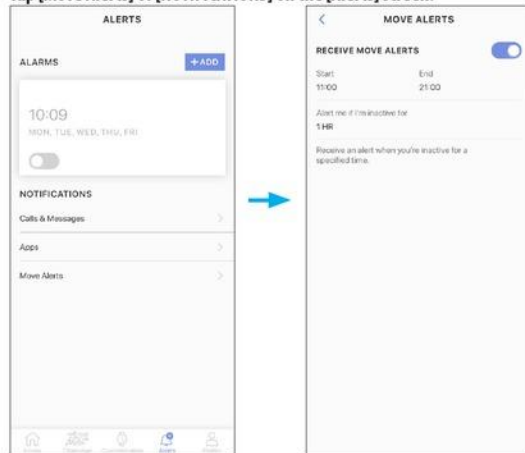 ALERTS
ALARMS
+ ADD
10:09
MON, TUE, WED, THU, FRI
NOTIFICATIONS
Calls & Messages
Apps
Move Alerts
Alerts
MOVE ALERTS
RECEIVE MOVE ALERTS
Start End
11:00 21:00
Alert me if I'm inactive for
1 HR
Receive an alert when you're inactive for a
specified time.